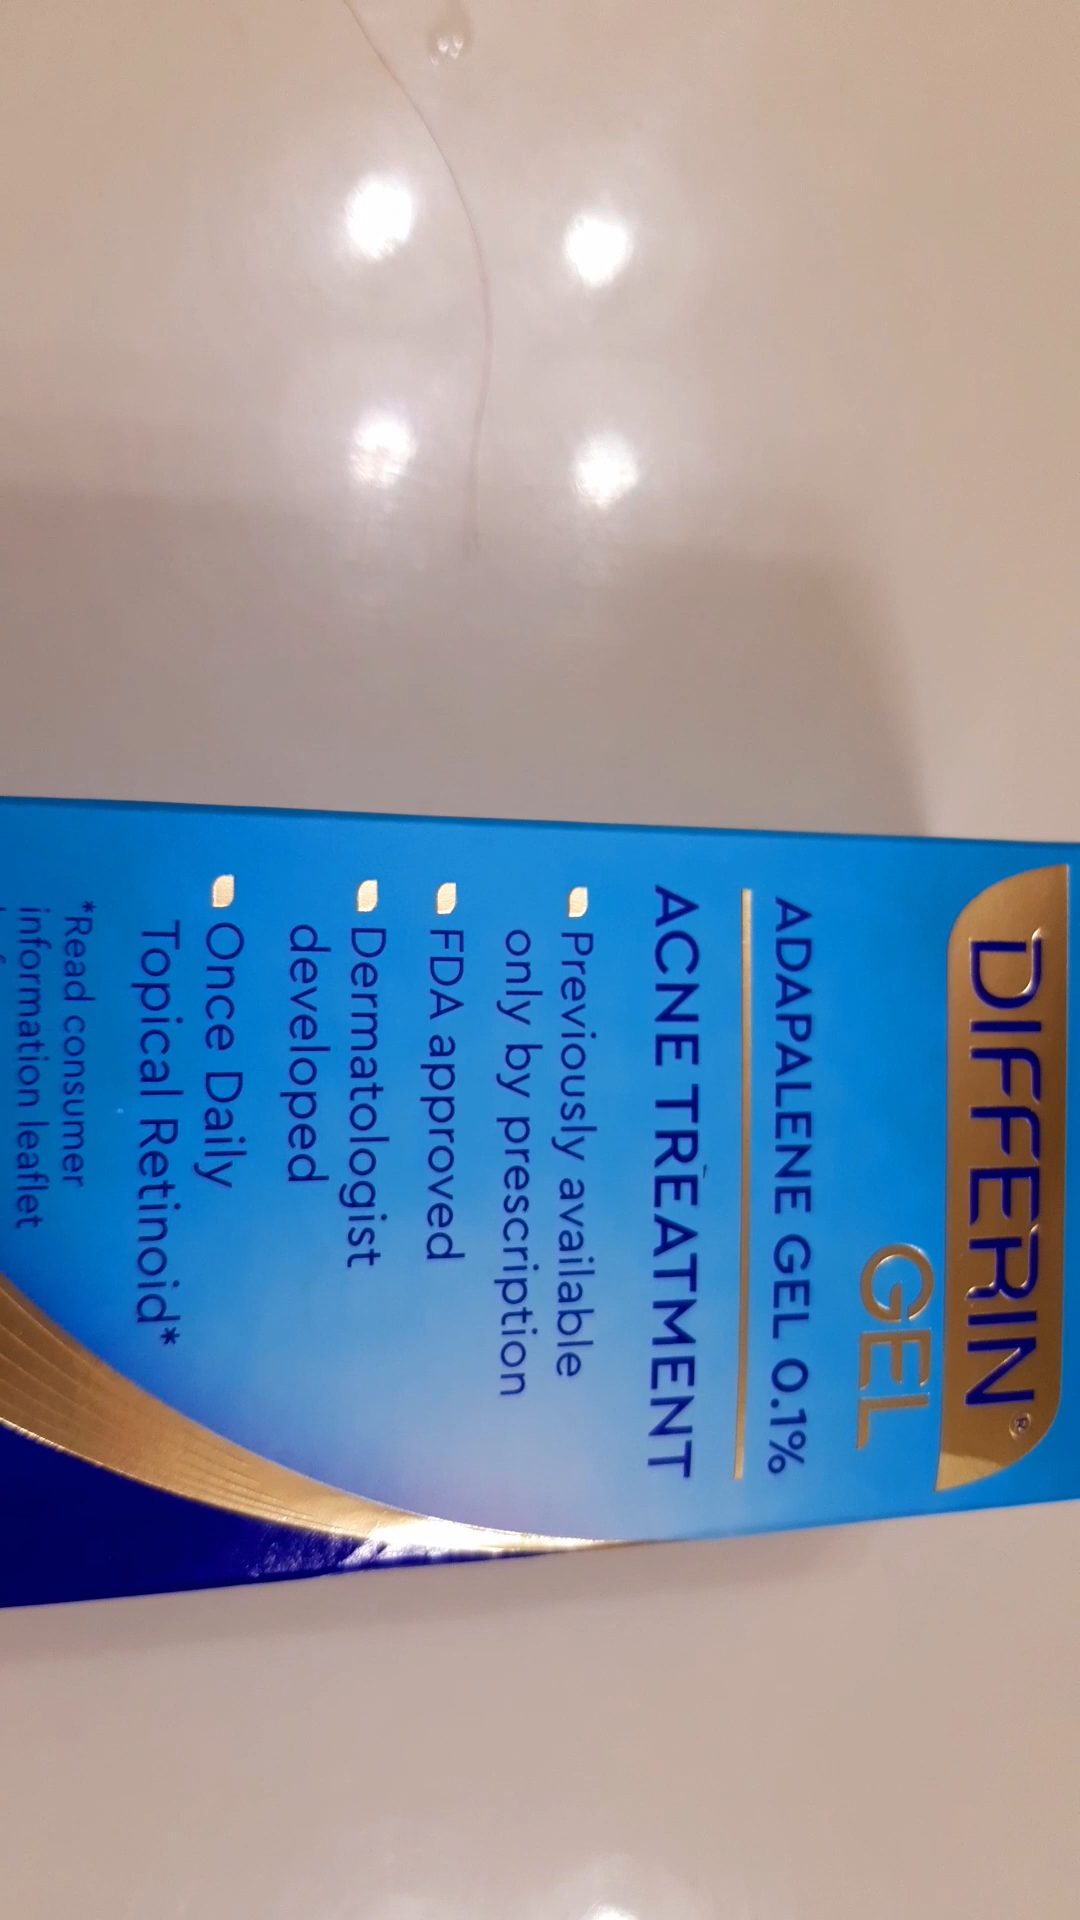 DIFFERIN®
GEL
ADAPALENE GEL 0.1%
ACNE TREATMENT
Previously available
only by prescription
FDA approved
Dermatologist
developed
Once Daily
Topical Retinoid*
*Read consumer
information leaflet